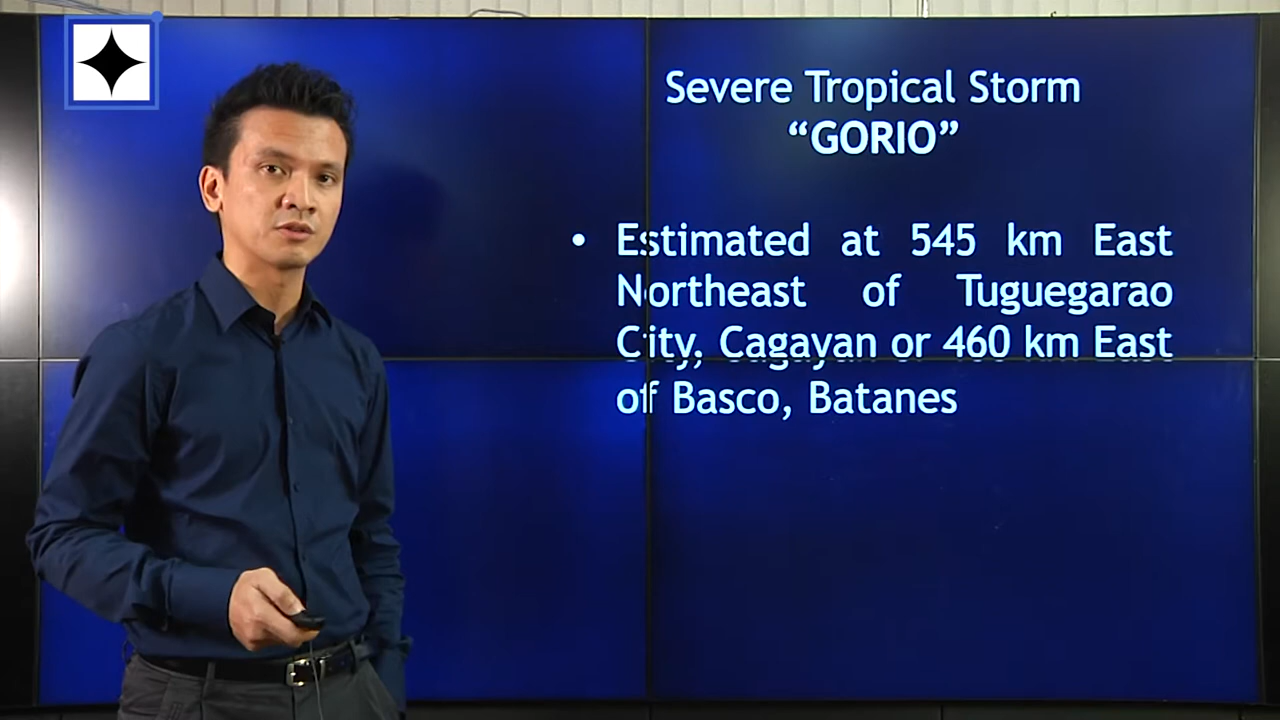 Severe Tropical Storm
“GORIO”
• Estimated at 545 km East
Northeast of Tuguegarao
City, Cagayan or 460 km East
of Basco, Batanes